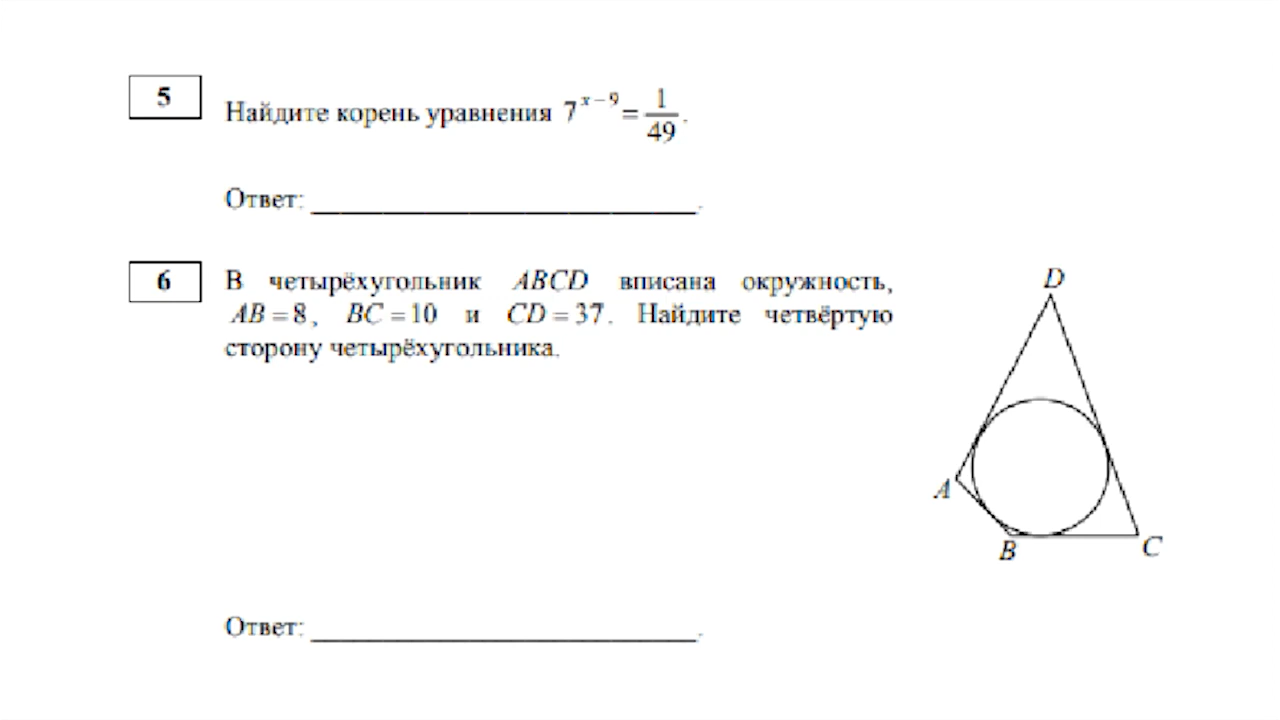 5
Найдите корень уравнения 7^{x-9} = \frac{1}{49}.
Ответ: ____________________________.
6
В четырёхугольник ABCD вписана окружность,
AB = 8, BC = 10 и CD = 37. Найдите четвёртую
сторону четырёхугольника.
D
A
B
C
Ответ: ____________________________.